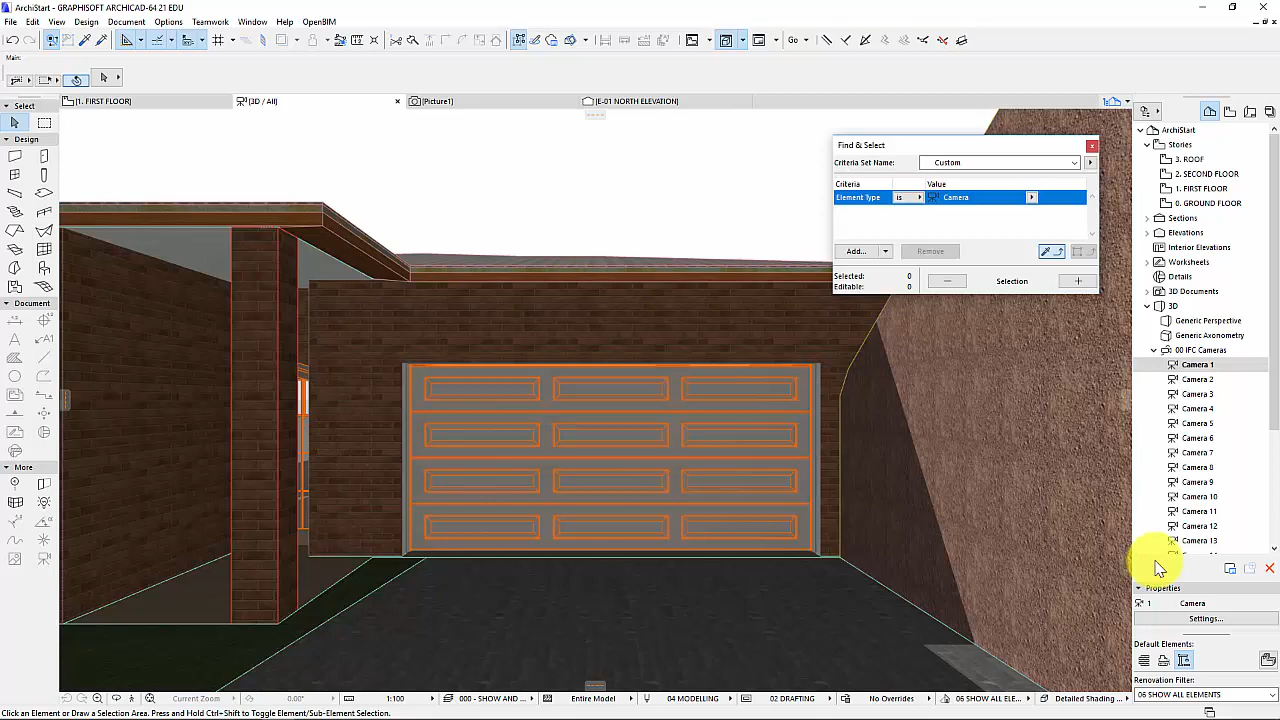 ArchiStart - GRAPHISOFT ARCHICAD-64 21 EDU
File Edit View Design Document Options Teamwork Window Help OpenBIM
Go
Main:
[1. FIRST FLOOR]
[3D / All]
[Picture1]
[E-01 NORTH ELEVATION]
Select
Design
Document
More
Find & Select
Criteria Set Name: Custom
Criteria Value
Element Type is Camera
Add... Remove
Selected: 0
Editable: 0
Selection
ArchiStart
Stories
3. ROOF
2. SECOND FLOOR
1. FIRST FLOOR
0. GROUND FLOOR
Sections
Elevations
Interior Elevations
Worksheets
Details
3D Documents
3D
Generic Perspective
Generic Axonometry
00 IFC Cameras
Camera 1
Camera 2
Camera 3
Camera 4
Camera 5
Camera 6
Camera 7
Camera 8
Camera 9
Camera 10
Camera 11
Camera 12
Camera 13
Properties
1 Camera
Settings...
Default Elements:
Renovation Filter:
06 SHOW ALL ELEMENTS
Current Zoom 0.00° 1:100 000 - SHOW AND ... Entire Model 04 MODELLING 02 DRAFTING No Overrides 06 SHOW ALL ELE... Detailed Shading ...
Click an Element or Draw a Selection Area. Press and Hold Ctrl+Shift to Toggle Element/Sub-Element Selection.